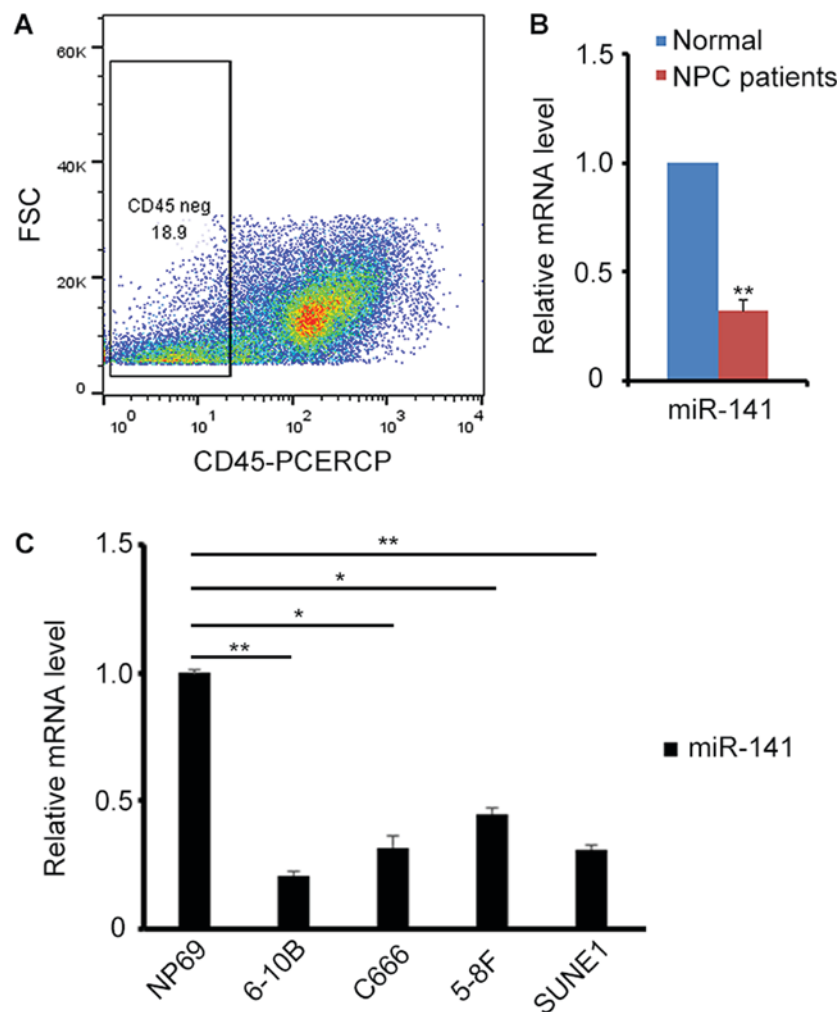 A
60K
40K
20K
0
FSC
CD45 neg
18.9
10^0 10^1 10^2 10^3 10^4
CD45-PCERCP
B
Normal
NPC patients
1.5
1.0
0.5
0
Relative mRNA level
**
miR-141
C
1.5
1.0
0.5
0
Relative mRNA level
**
*
*
**
miR-141
NP69 6-10B C666 5-8F SUNE1